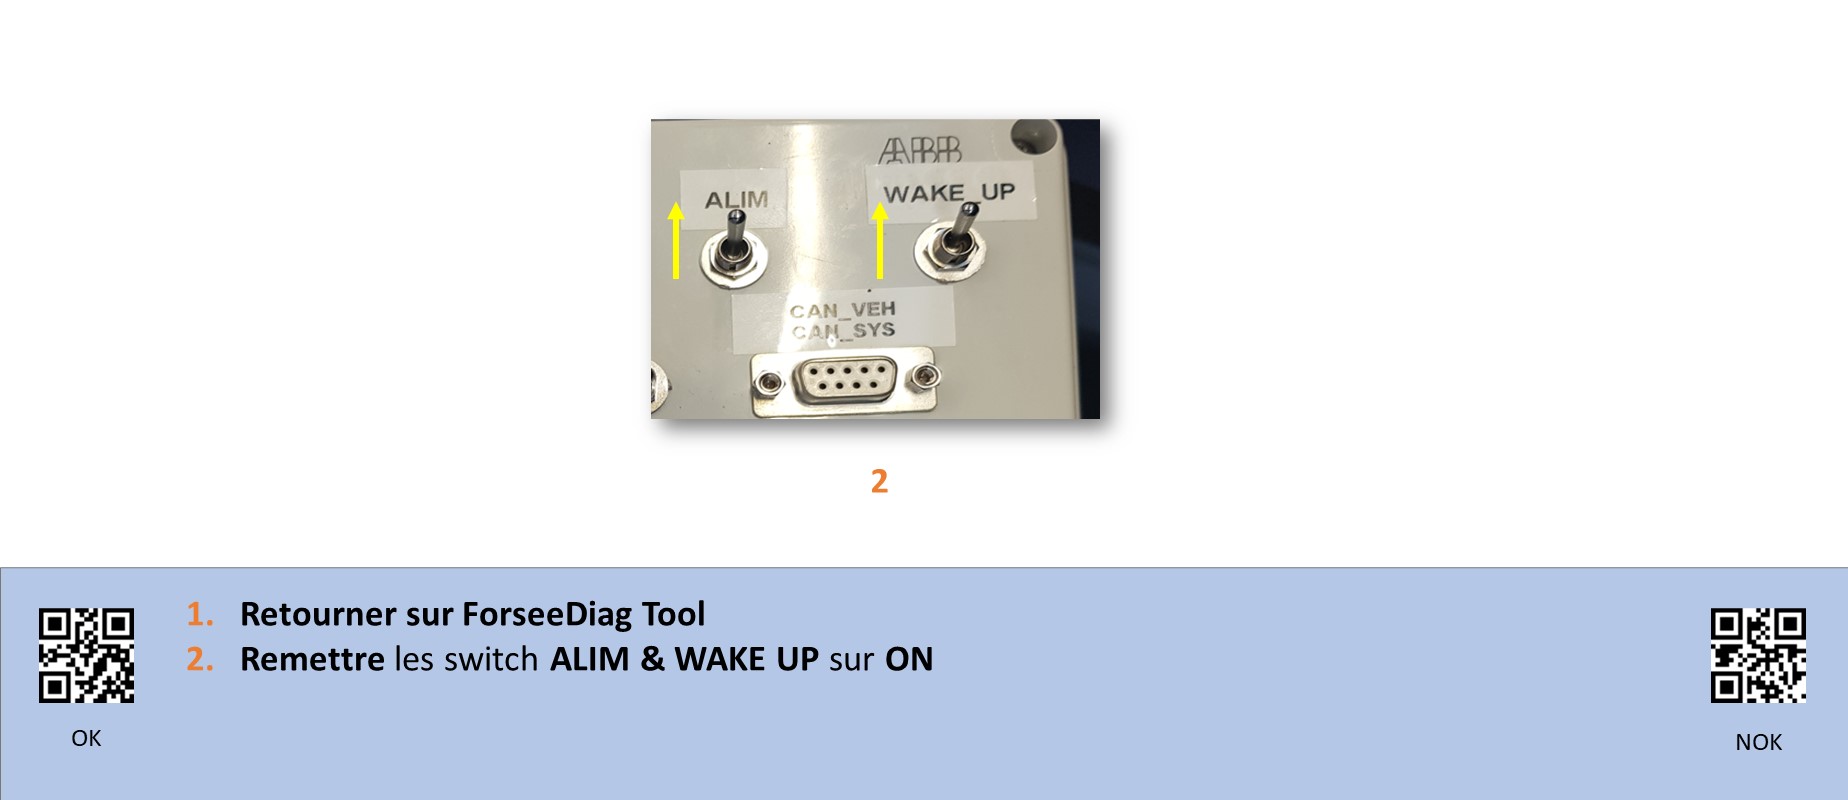 ABB
ALIM
WAKE_UP
CAN_VEH
CAN_SYS
2
1. Retourner sur ForseeDiag Tool
2. Remettre les switch ALIM & WAKE UP sur ON
OK
NOK